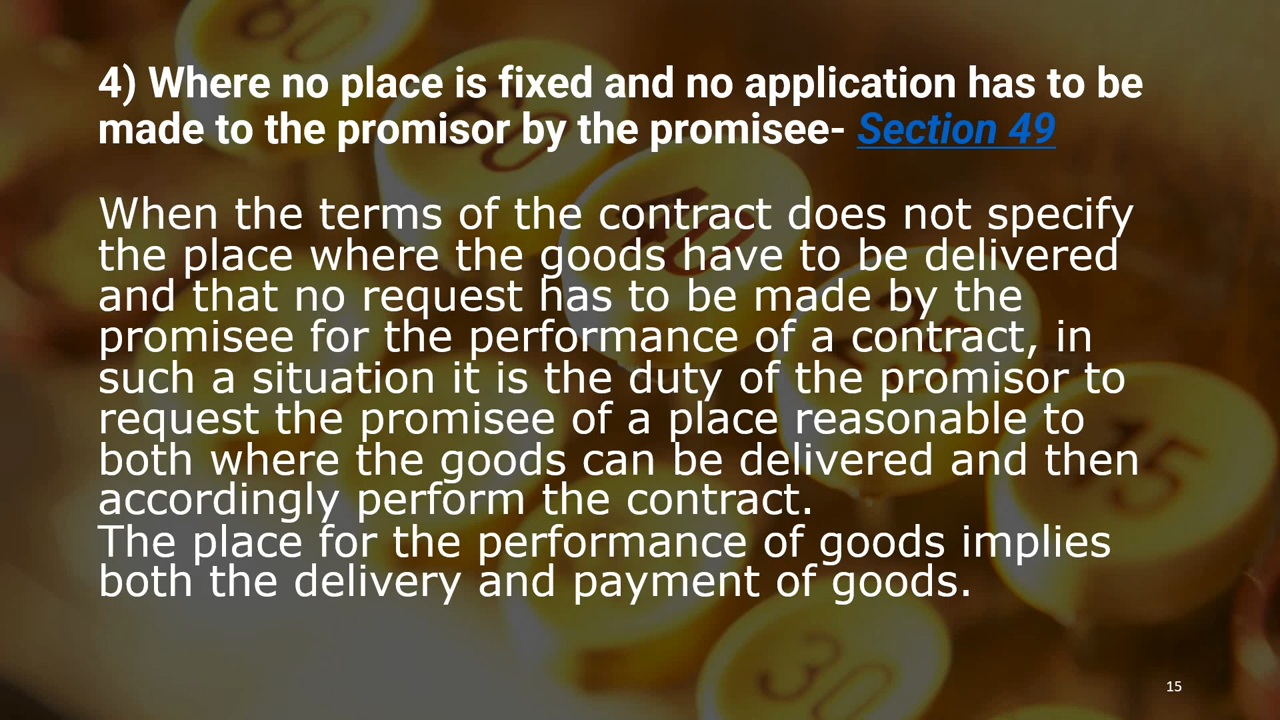 4) Where no place is fixed and no application has to be
made to the promisor by the promisee- Section 49
When the terms of the contract does not specify
the place where the goods have to be delivered
and that no request has to be made by the
promisee for the performance of a contract, in
such a situation it is the duty of the promisor to
request the promisee of a place reasonable to
both where the goods can be delivered and then
accordingly perform the contract.
The place for the performance of goods implies
both the delivery and payment of goods.
80
15
30
15